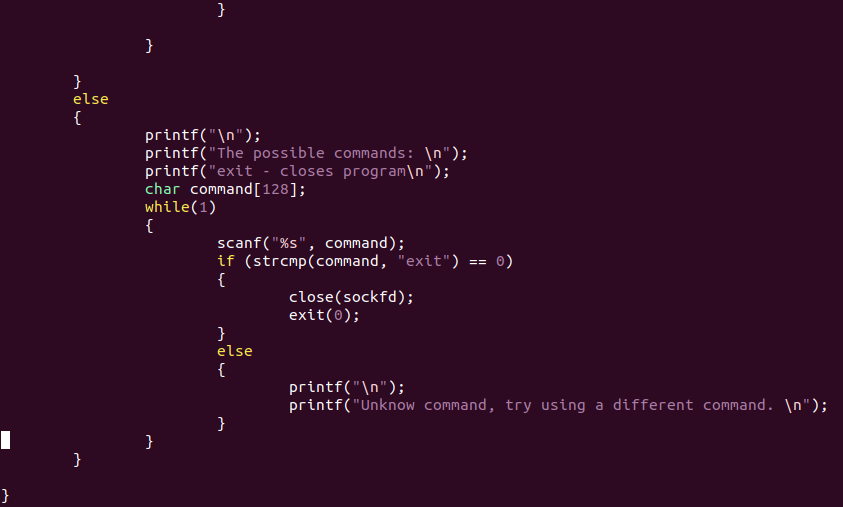 }
}
}
else
{
printf("\n");
printf("The possible commands: \n");
printf("exit - closes program\n");
char command[128];
while(1)
{
scanf("%s", command);
if (strcmp(command, "exit") == 0)
{
close(sockfd);
exit(0);
}
else
{
printf("\n");
printf("Unknow command, try using a different command. \n");
}
}
}
}